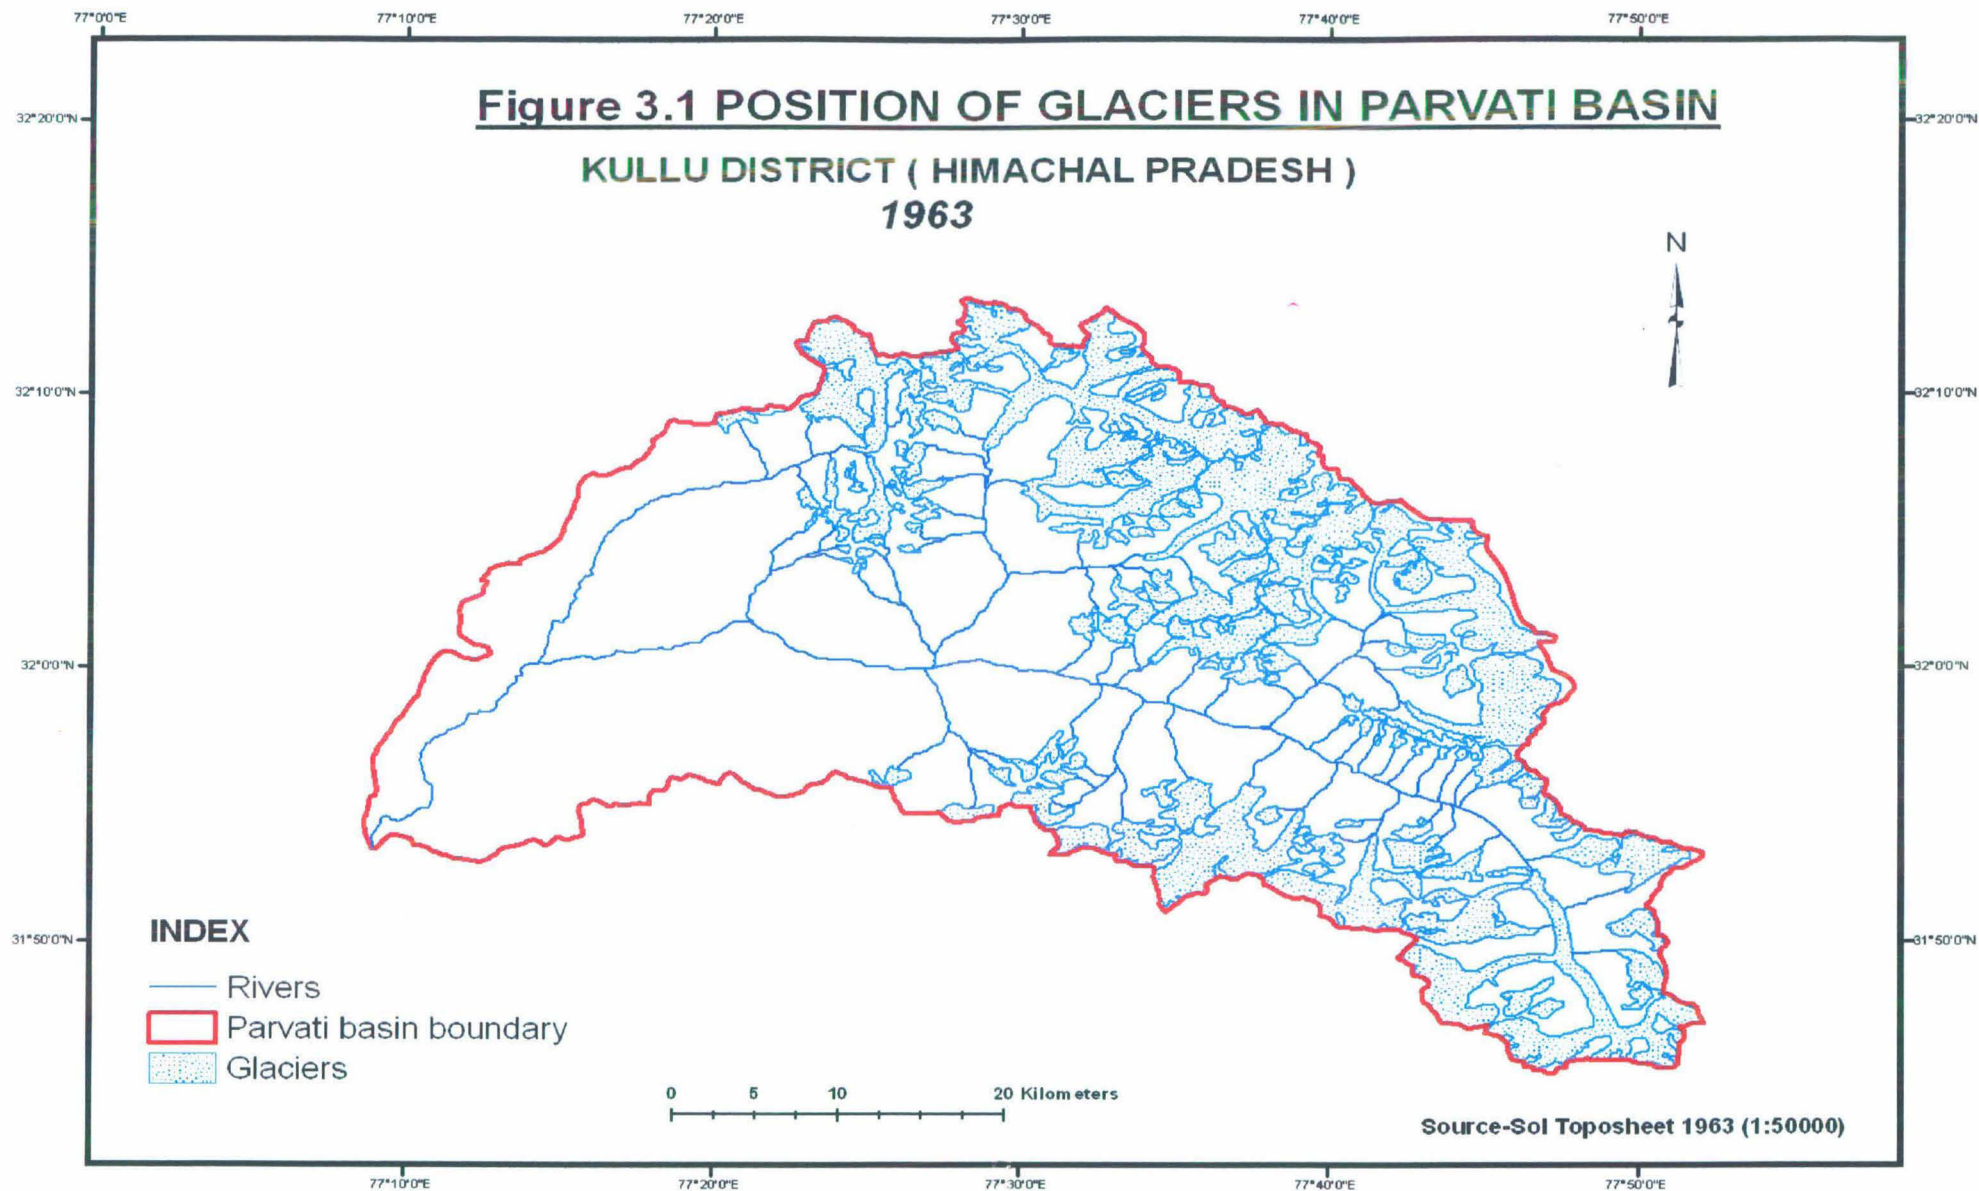 77°0'0"E 77°10'0"E 77°20'0"E 77°30'0"E 77°40'0"E 77°50'0"E
Figure 3.1 POSITION OF GLACIERS IN PARVATI BASIN
32°20'0"N 32°20'0"N
KULLU DISTRICT ( HIMACHAL PRADESH )
1963
N
32°10'0"N 32°10'0"N
32°0'0"N 32°0'0"N
INDEX
31°50'0"N 31°50'0"N
Rivers
Parvati basin boundary
Glaciers
0 5 10 20 Kilometers
Source-SoI Toposheet 1963 (1:50000)
77°10'0"E 77°20'0"E 77°30'0"E 77°40'0"E 77°50'0"E